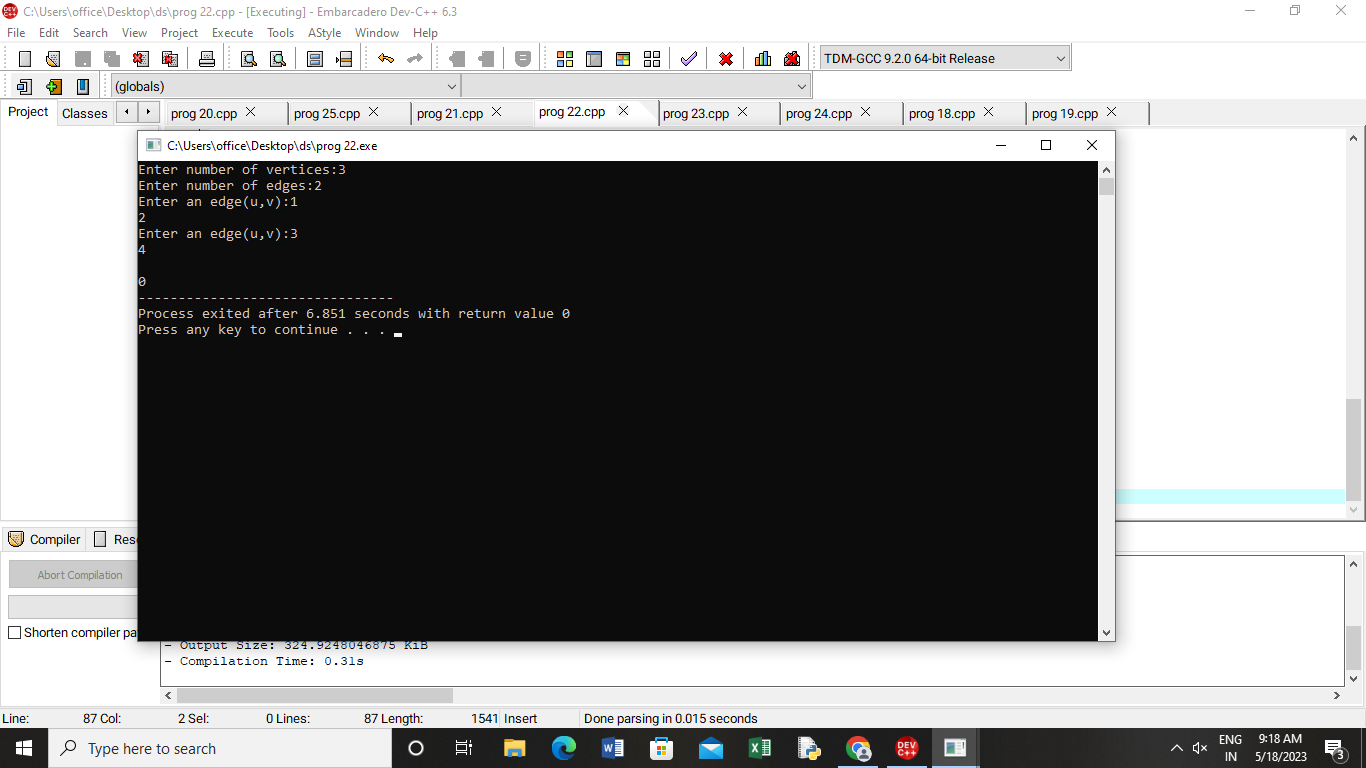 C:\Users\office\Desktop\ds\prog 22.cpp - [Executing] - Embarcadero Dev-C++ 6.3
File Edit Search View Project Execute Tools AStyle Window Help
TDM-GCC 9.2.0 64-bit Release
(globals)
Project Classes prog 20.cpp prog 25.cpp prog 21.cpp prog 22.cpp prog 23.cpp prog 24.cpp prog 18.cpp prog 19.cpp
C:\Users\office\Desktop\ds\prog 22.exe
Enter number of vertices:3
Enter number of edges:2
Enter an edge(u,v):1
2
Enter an edge(u,v):3
4
0
--------------------------------
Process exited after 6.851 seconds with return value 0
Press any key to continue . . .
Compiler Reso
Abort Compilation
Shorten compiler pa
- Output Size: 324.9248046875 KiB
- Compilation Time: 0.31s
Line: 87 Col: 2 Sel: 0 Lines: 87 Length: 1541 Insert Done parsing in 0.015 seconds
Type here to search
ENG 9:18 AM
IN 5/18/2023 3